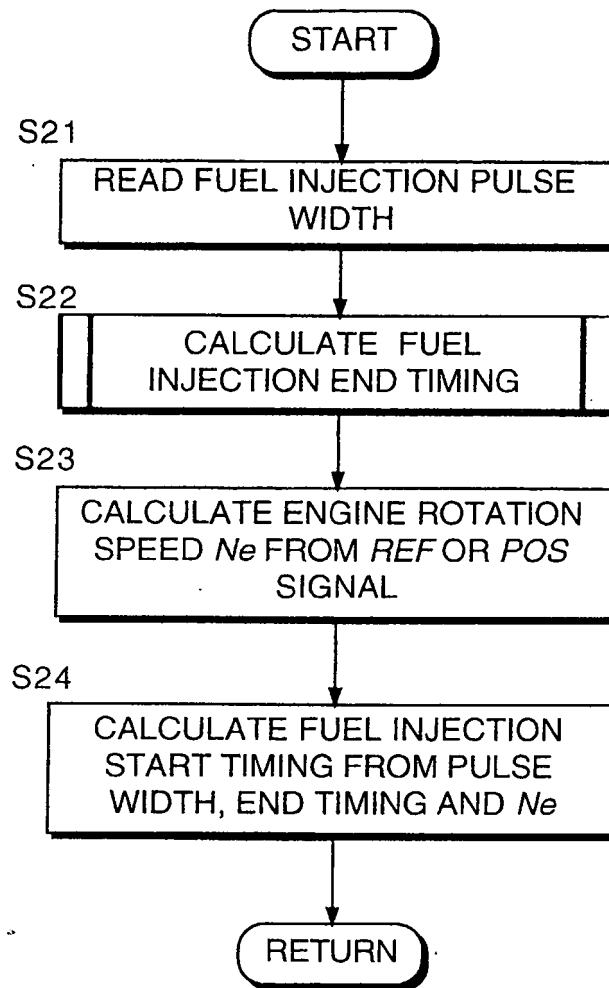 START
S21
READ FUEL INJECTION PULSE
WIDTH
S22
CALCULATE FUEL
INJECTION END TIMING
S23
CALCULATE ENGINE ROTATION
SPEED Ne FROM REF OR POS
SIGNAL
S24
CALCULATE FUEL INJECTION
START TIMING FROM PULSE
WIDTH, END TIMING AND Ne
RETURN